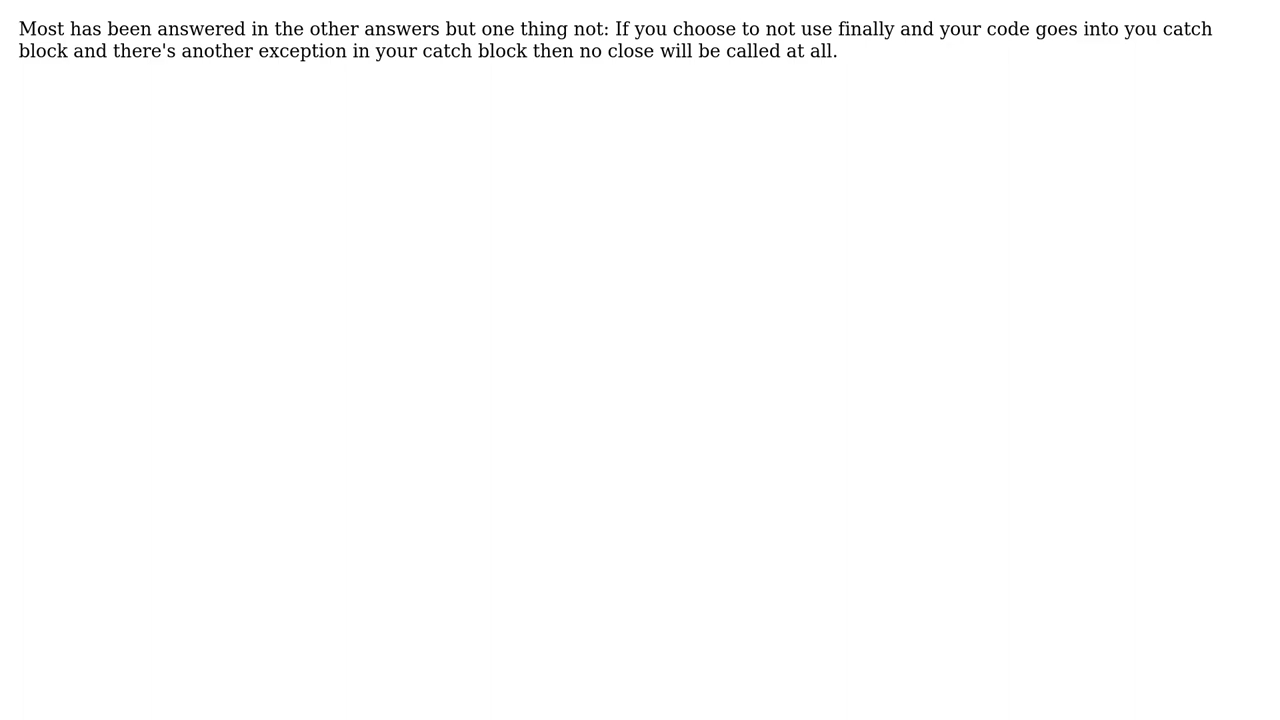 Most has been answered in the other answers but one thing not: If you choose to not use finally and your code goes into you catch
block and there's another exception in your catch block then no close will be called at all.